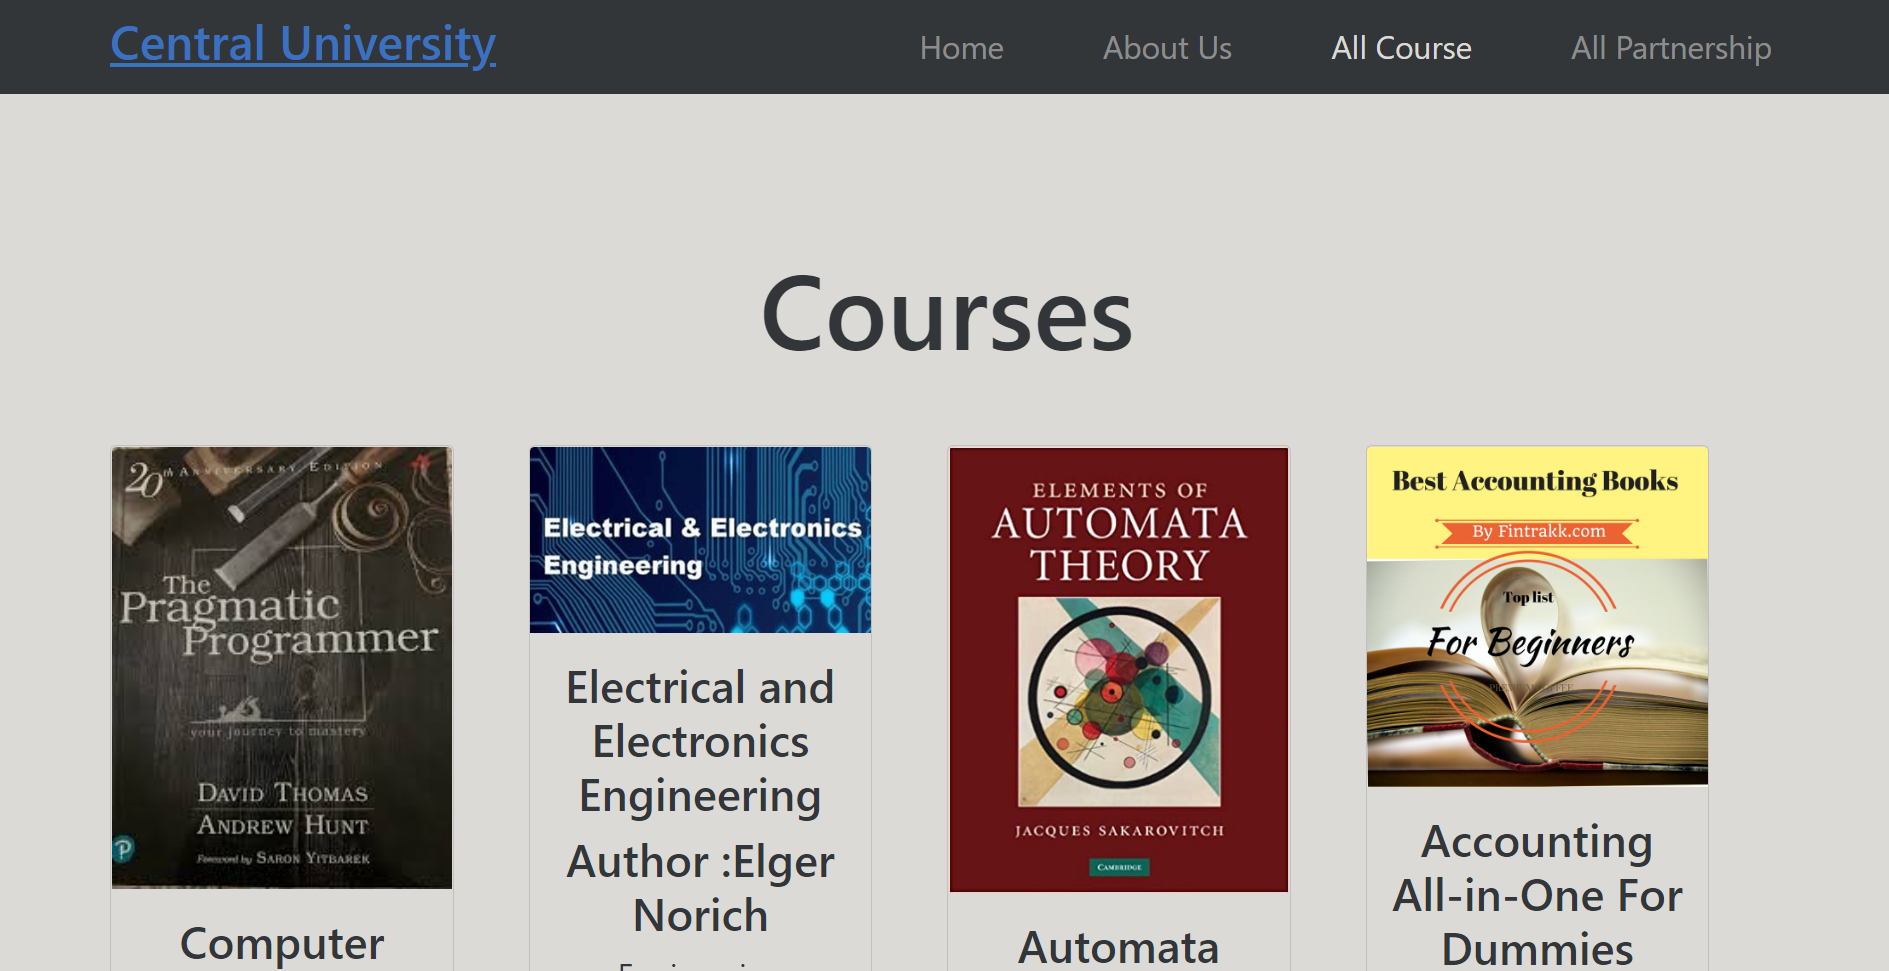 Central University
Home
About Us
All Course
All Partnership
Courses
20th ANNIVERSARY EDITION
The
Pragmatic
Programmer
your journey to mastery
DAVID THOMAS
ANDREW HUNT
Foreword by SARON YITBAREK
Computer
Electrical & Electronics
Engineering
Electrical and
Electronics
Engineering
Author :Elger
Norich
ELEMENTS OF
AUTOMATA
THEORY
JACQUES SAKAROVITCH
CAMBRIDGE
Automata
Best Accounting Books
By Fintrakk.com
Top list
For Beginners
Accounting
All-in-One For
Dummies